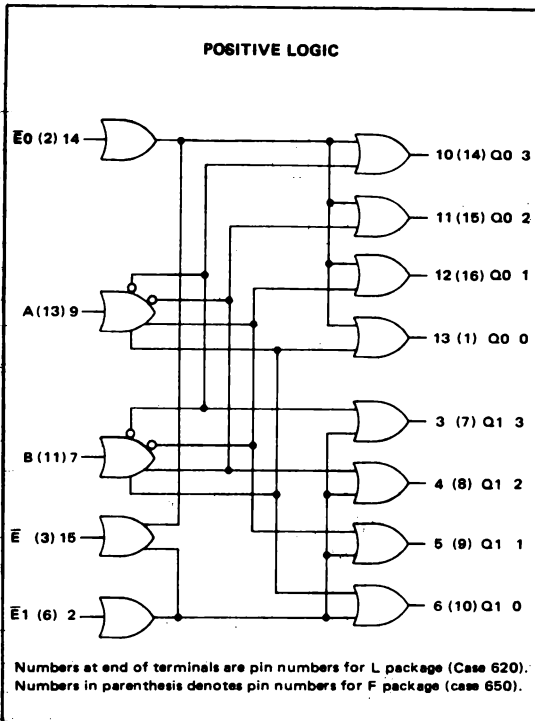 POSITIVE LOGIC
E̅0 (2) 14
10 (14) Q0 3
11 (15) Q0 2
12 (16) Q0 1
A (13) 9
13 (1) Q0 0
3 (7) Q1 3
B (11) 7
4 (8) Q1 2
E̅ (3) 15
5 (9) Q1 1
E̅1 (6) 2
6 (10) Q1 0
Numbers at end of terminals are pin numbers for L package (Case 620).
Numbers in parenthesis denotes pin numbers for F package (case 650).